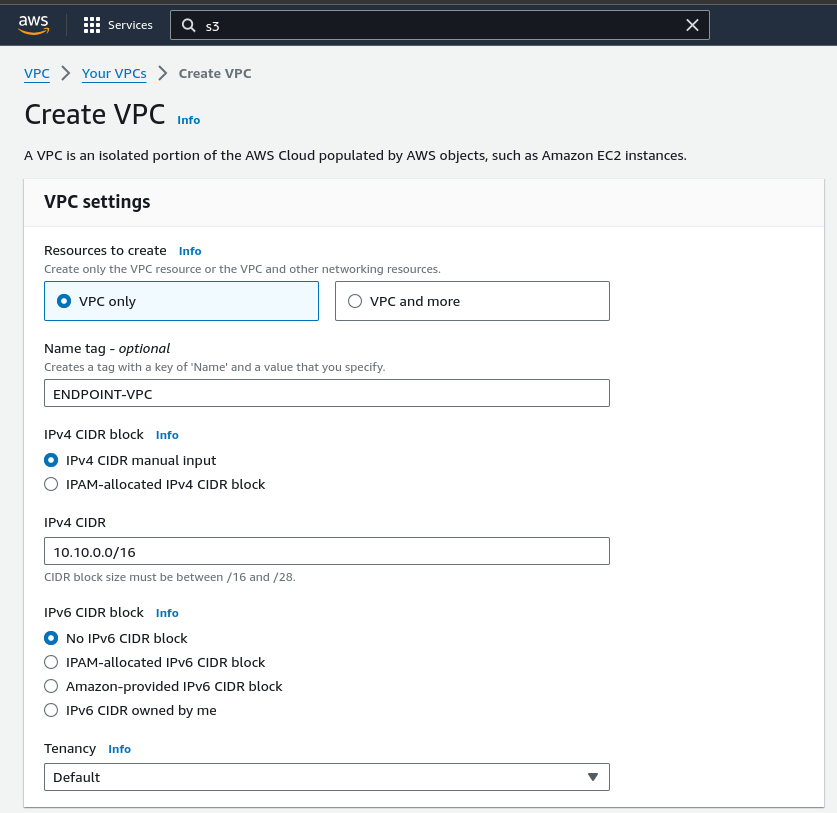 aws
Services
s3
VPC
Your VPCs
Create VPC
Create VPC Info
A VPC is an isolated portion of the AWS Cloud populated by AWS objects, such as Amazon EC2 instances.
VPC settings
Resources to create Info
Create only the VPC resource or the VPC and other networking resources.
VPC only
VPC and more
Name tag - optional
Creates a tag with a key of 'Name' and a value that you specify.
ENDPOINT-VPC
IPv4 CIDR block Info
IPv4 CIDR manual input
IPAM-allocated IPv4 CIDR block
IPv4 CIDR
10.10.0.0/16
CIDR block size must be between /16 and /28.
IPv6 CIDR block Info
No IPv6 CIDR block
IPAM-allocated IPv6 CIDR block
Amazon-provided IPv6 CIDR block
IPv6 CIDR owned by me
Tenancy Info
Default